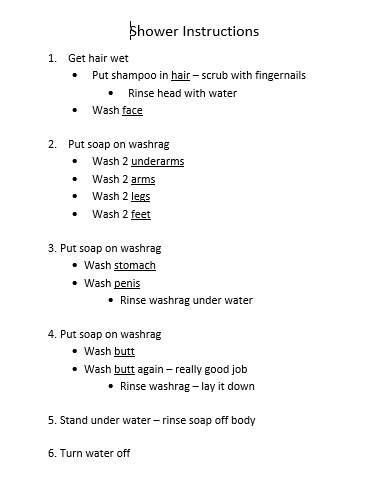 Shower Instructions
1. Get hair wet
• Put shampoo in hair – scrub with fingernails
• Rinse head with water
• Wash face
2. Put soap on washrag
• Wash 2 underarms
• Wash 2 arms
• Wash 2 legs
• Wash 2 feet
3. Put soap on washrag
• Wash stomach
• Wash penis
• Rinse washrag under water
4. Put soap on washrag
• Wash butt
• Wash butt again – really good job
• Rinse washrag – lay it down
5. Stand under water – rinse soap off body
6. Turn water off